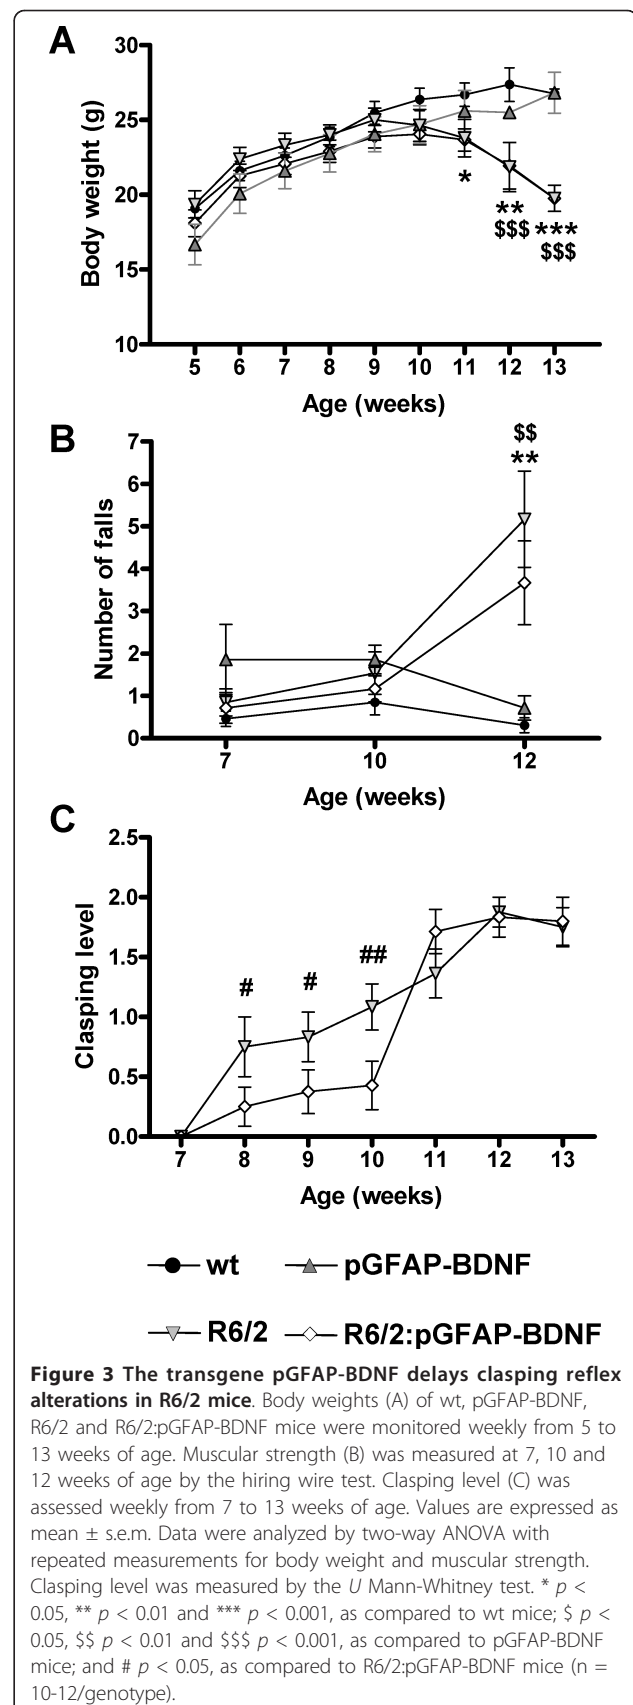 A
30
25
20
15
10
Body weight (g)
*
**
$$$
***
$$$
5 6 7 8 9 10 11 12 13
Age (weeks)
B
7
6
5
4
3
2
1
0
Number of falls
$$
**
7 10 12
Age (weeks)
C
2.5
2.0
1.5
1.0
0.5
0.0
Clasping level
# # ##
7 8 9 10 11 12 13
Age (weeks)
wt pGFAP-BDNF
R6/2 R6/2:pGFAP-BDNF
Figure 3 The transgene pGFAP-BDNF delays clasping reflex
alterations in R6/2 mice. Body weights (A) of wt, pGFAP-BDNF,
R6/2 and R6/2:pGFAP-BDNF mice were monitored weekly from 5 to
13 weeks of age. Muscular strength (B) was measured at 7, 10 and
12 weeks of age by the hiring wire test. Clasping level (C) was
assessed weekly from 7 to 13 weeks of age. Values are expressed as
mean ± s.e.m. Data were analyzed by two-way ANOVA with
repeated measurements for body weight and muscular strength.
Clasping level was measured by the U Mann-Whitney test. * p <
0.05, ** p < 0.01 and *** p < 0.001, as compared to wt mice; $ p <
0.05, $$ p < 0.01 and $$$ p < 0.001, as compared to pGFAP-BDNF
mice; and # p < 0.05, as compared to R6/2:pGFAP-BDNF mice (n =
10-12/genotype).